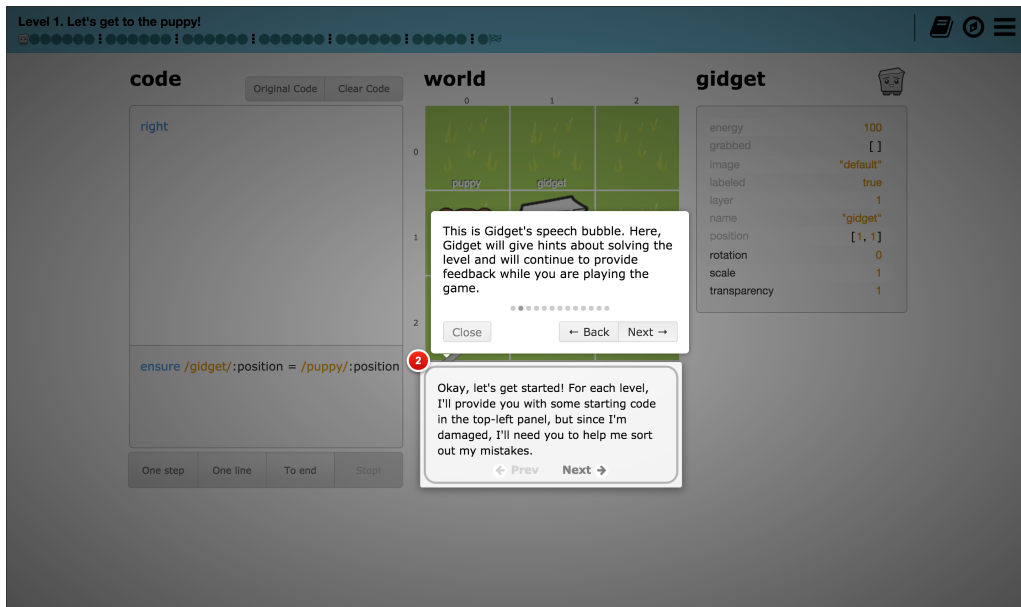 Level 1. Let's get to the puppy!
code
Original Code
Clear Code
right
ensure /gidget/:position = /puppy/:position
One step
One line
To end
Stop!
world
0
1
2
0
puppy
gidget
1
2
This is Gidget's speech bubble. Here,
Gidget will give hints about solving the
level and will continue to provide
feedback while you are playing the
game.
Close
← Back
Next →
2
Okay, let's get started! For each level,
I'll provide you with some starting code
in the top-left panel, but since I'm
damaged, I'll need you to help me sort
out my mistakes.
← Prev
Next →
gidget
energy 100
grabbed [ ]
image "default"
labeled true
layer 1
name "gidget"
position [1, 1]
rotation 0
scale 1
transparency 1